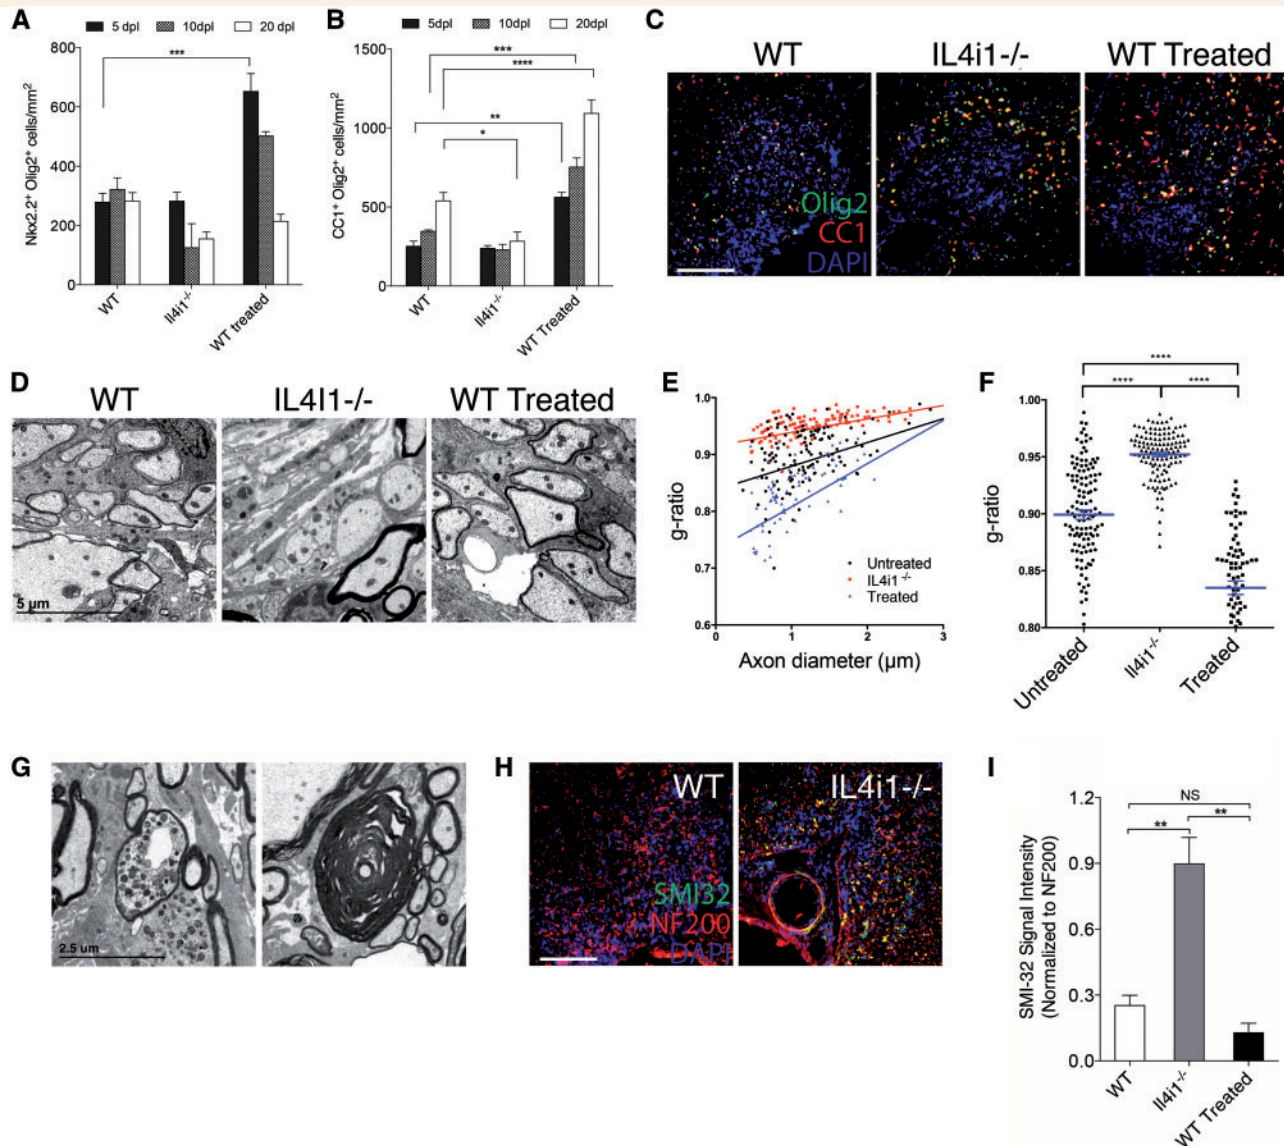 A
5 dpl 10dpl 20 dpl
Nkx2.2+ Olig2+ cells/mm2
800
600
400
200
0
***
WT
Il4i1-/-
WT treated
B
5dpl 10dpl 20dpl
CC1+ Olig2+ cells/mm2
1500
1000
500
0
***
****
**
*
WT
Il4i1-/-
WT Treated
C
WT IL4i1-/- WT Treated
Olig2
CC1
DAPI
D
WT IL4I1-/- WT Treated
5 µm
E
g-ratio
1.0
0.9
0.8
0.7
0.6
0 1 2 3
Axon diameter (µm)
Untreated
IL4i1-/-
Treated
F
g-ratio
1.00
0.95
0.90
0.85
0.80
****
**** ****
Untreated
Il4i1-/-
Treated
G
2.5 um
H
WT IL4i1-/-
SMI32
NF200
DAPI
I
SMI-32 Signal Intensity
(Normalized to NF200)
1.2
0.9
0.6
0.3
0.0
NS
** **
WT
Il4i1-/-
WT Treated